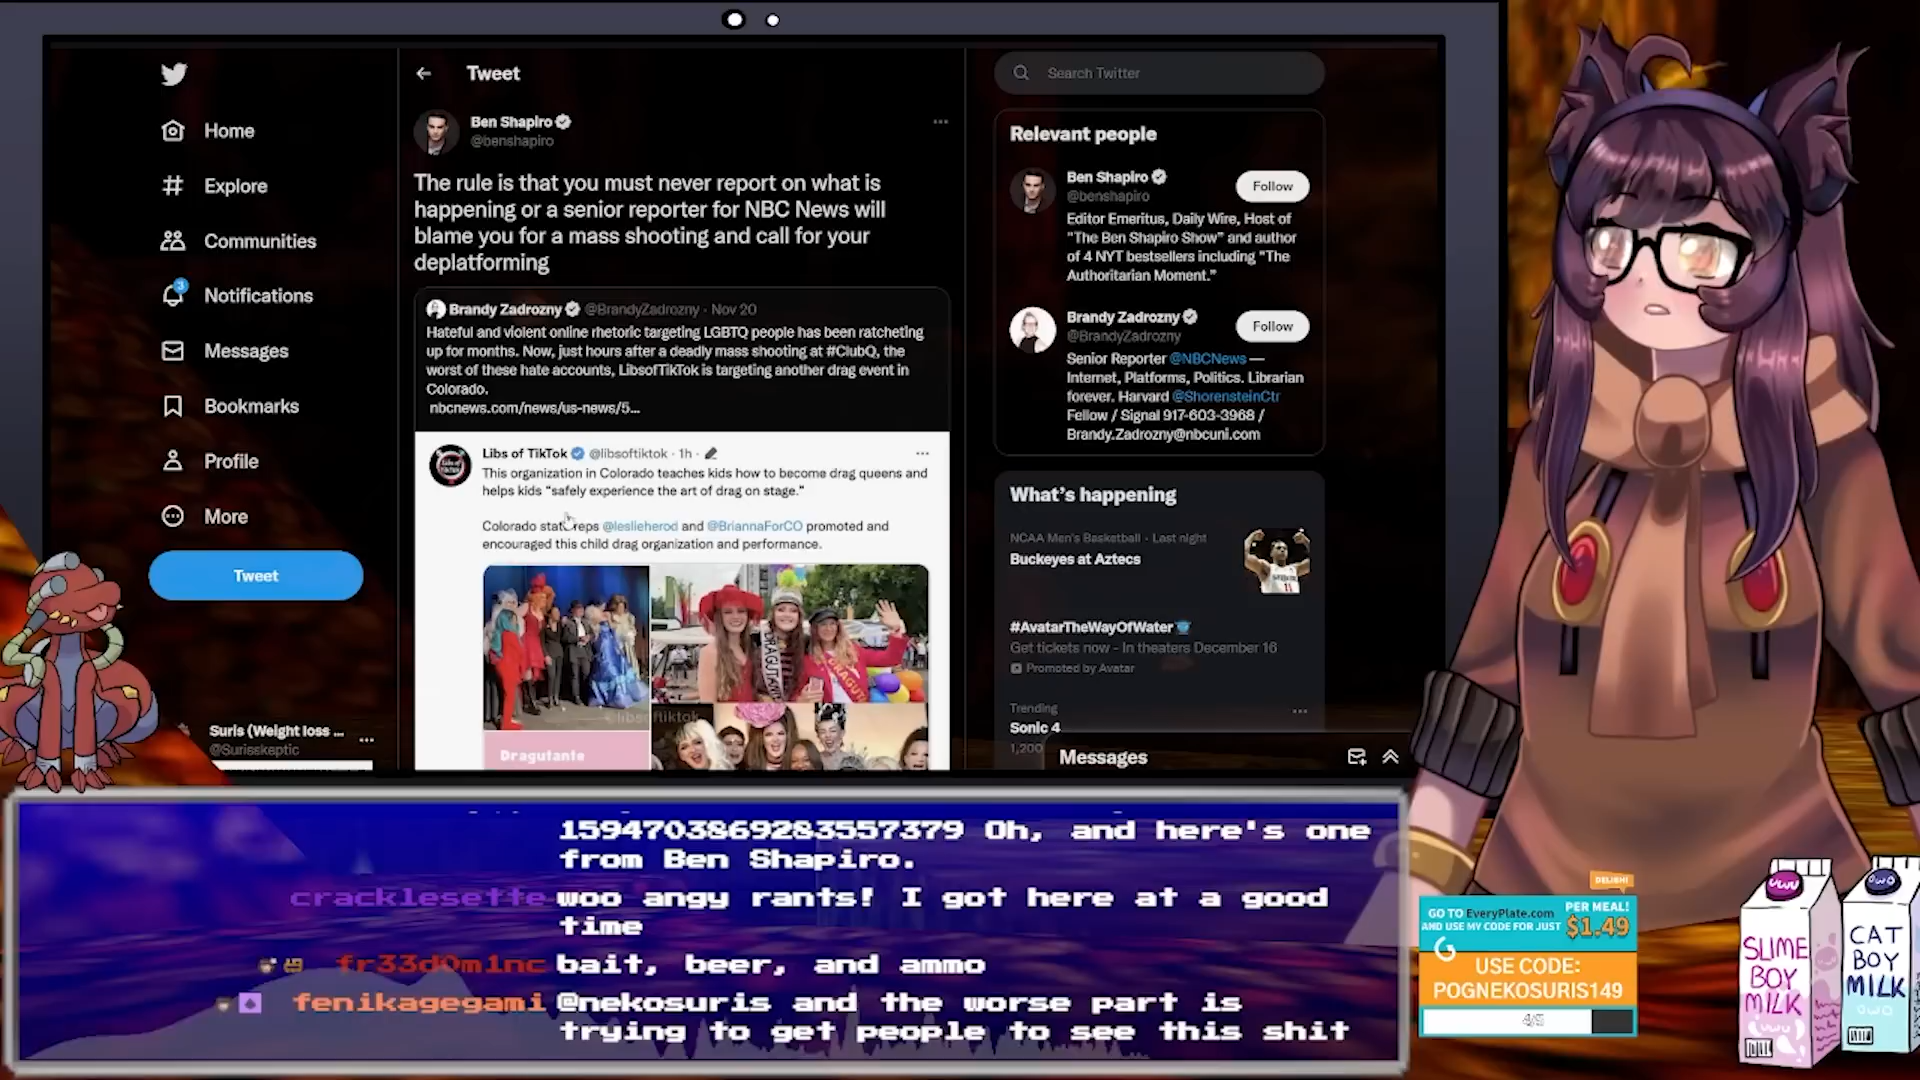 Home
Explore
Communities
3
Notifications
Messages
Bookmarks
Profile
More
Tweet
Suris (Weight loss ...
@Surisskeptic
Tweet
Ben Shapiro
@benshapiro
The rule is that you must never report on what is
happening or a senior reporter for NBC News will
blame you for a mass shooting and call for your
deplatforming
Brandy Zadrozny @BrandyZadrozny · Nov 20
Hateful and violent online rhetoric targeting LGBTQ people has been ratcheting
up for months. Now, just hours after a deadly mass shooting at #ClubQ, the
worst of these hate accounts, LibsofTikTok is targeting another drag event in
Colorado.
nbcnews.com/news/us-news/5...
Libs of TikTok @libsoftiktok · 1h ·
This organization in Colorado teaches kids how to become drag queens and
helps kids "safely experience the art of drag on stage."
Colorado state reps @leslieherod and @BriannaForCO promoted and
encouraged this child drag organization and performance.
Dragutante
Search Twitter
Relevant people
Ben Shapiro
@benshapiro
Follow
Editor Emeritus, Daily Wire, Host of
"The Ben Shapiro Show" and author
of 4 NYT bestsellers including "The
Authoritarian Moment."
Brandy Zadrozny
@BrandyZadrozny
Follow
Senior Reporter @NBCNews —
Internet, Platforms, Politics. Librarian
forever. Harvard @ShorensteinCtr
Fellow / Signal 917-603-3968 /
Brandy.Zadrozny@nbcuni.com
What's happening
NCAA Men's Basketball · Last night
Buckeyes at Aztecs
#AvatarTheWayOfWater
Get tickets now - In theaters December 16
Promoted by Avatar
Trending
Sonic 4
1,200
Messages
1594703869283557379 Oh, and here's one
from Ben Shapiro.
cracklesette woo angy rants! I got here at a good
time
fr33d0m1nc bait, beer, and ammo
fenikagegami @nekosuris and the worse part is
trying to get people to see this shit
DELISH!
GO TO EveryPlate.com
AND USE MY CODE FOR JUST
PER MEAL!
$1.49
USE CODE:
POGNEKOSURIS149
4/5
UWU
SLIME
BOY
MILK
UWU
OWO
CAT
BOY
MILK
OWO